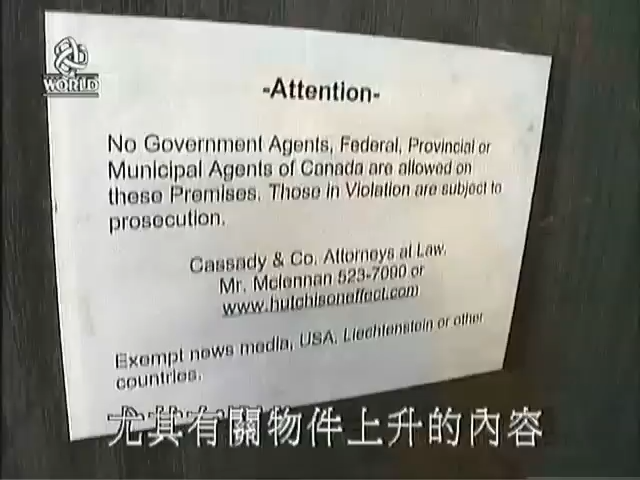 WORLD
-Attention-
No Government Agents, Federal, Provincial or
Municipal Agents of Canada are allowed on
these Premises. Those in Violation are subject to
prosecution.
Cassady & Co. Attorneys at Law.
Mr. Mclennan 523-7090 or
www.hutchisoneffect.com
Exempt news media, USA, Liechtenstein or other
countries.
尤其有關物件上升的內容